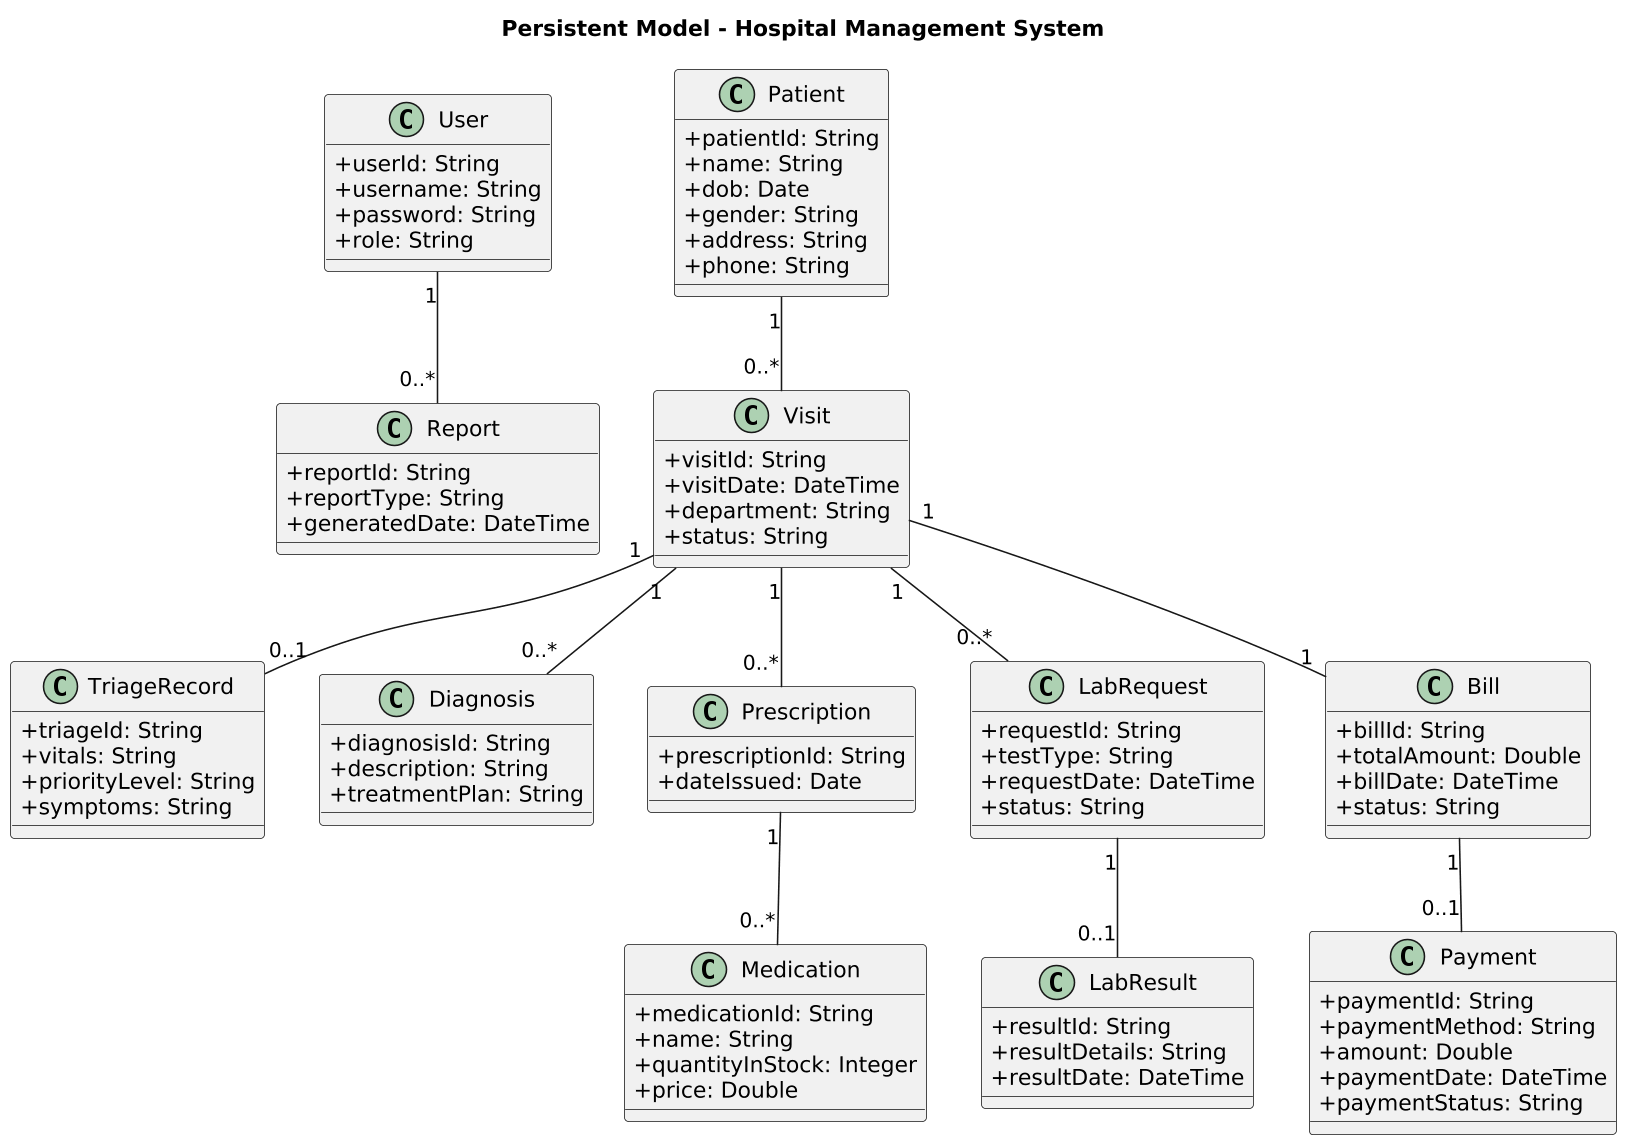 Persistent Model - Hospital Management System
C User
+userId: String
+username: String
+password: String
+role: String
C Patient
+patientId: String
+name: String
+dob: Date
+gender: String
+address: String
+phone: String
1
0..*
1
0..*
C Report
+reportId: String
+reportType: String
+generatedDate: DateTime
C Visit
+visitId: String
+visitDate: DateTime
+department: String
+status: String
1
1
1
1
1
0..1
0..*
0..*
0..*
1
C TriageRecord
+triageId: String
+vitals: String
+priorityLevel: String
+symptoms: String
C Diagnosis
+diagnosisId: String
+description: String
+treatmentPlan: String
C Prescription
+prescriptionId: String
+dateIssued: Date
C LabRequest
+requestId: String
+testType: String
+requestDate: DateTime
+status: String
C Bill
+billId: String
+totalAmount: Double
+billDate: DateTime
+status: String
1
0..*
1
0..1
1
0..1
C Medication
+medicationId: String
+name: String
+quantityInStock: Integer
+price: Double
C LabResult
+resultId: String
+resultDetails: String
+resultDate: DateTime
C Payment
+paymentId: String
+paymentMethod: String
+amount: Double
+paymentDate: DateTime
+paymentStatus: String